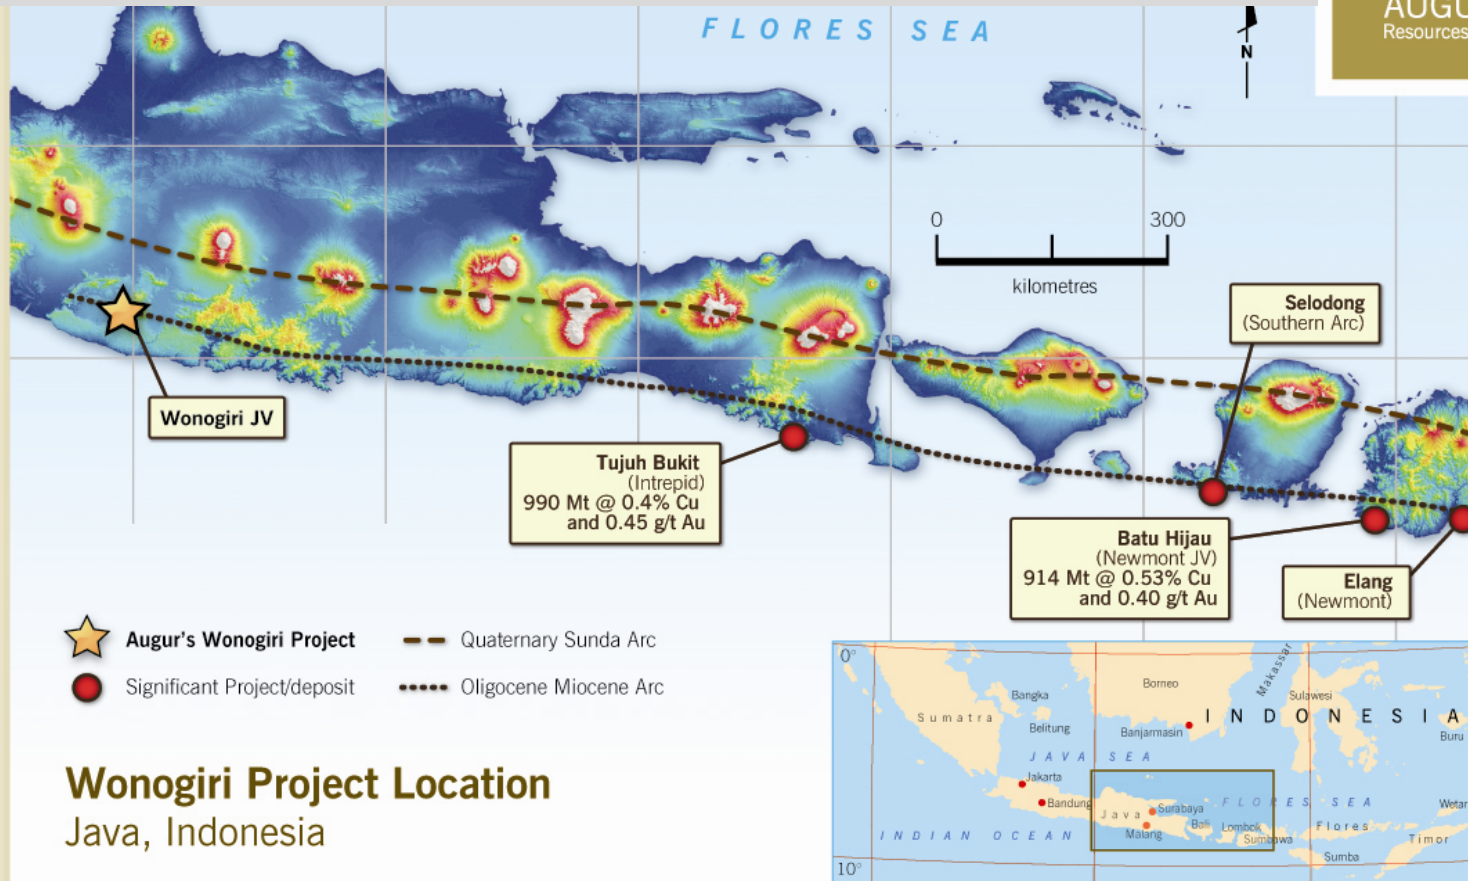 AUGU
Resources
FLORES SEA
N
0 300
kilometres
Selodong
(Southern Arc)
Wonogiri JV
Tujuh Bukit
(Intrepid)
990 Mt @ 0.4% Cu
and 0.45 g/t Au
Batu Hijau
(Newmont JV)
914 Mt @ 0.53% Cu
and 0.40 g/t Au
Elang
(Newmont)
Augur's Wonogiri Project
Quaternary Sunda Arc
Significant Project/deposit
Oligocene Miocene Arc
Wonogiri Project Location
Java, Indonesia
0°
Makassar
Borneo
Bangka
Sulawesi
Sumatra
INDONESIA
Belitung
Banjarmasin
Buru
JAVA SEA
Jakarta
Bandung
Surabaya
FLORES SEA
Wetar
Java
Bali
Lombok
Flores
INDIAN OCEAN
Malang
Sumbawa
Timor
Sumba
10°